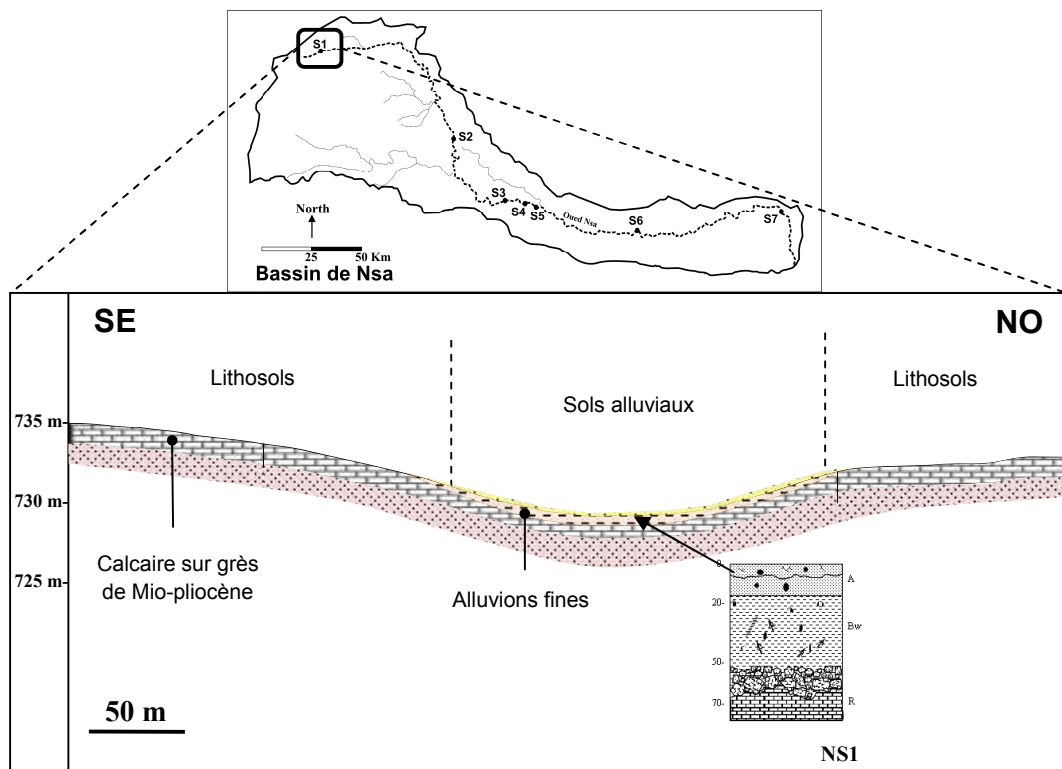 S1
S2
S3
S4
S5
Oued Nsa
S6
S7
North
25 50 Km
Bassin de Nsa
SE
NO
Lithosols
Sols alluviaux
Lithosols
735 m
730 m
725 m
Calcaire sur grès
de Mio-pliocène
Alluvions fines
0-
A
20-
Bw
50-
70-
R
50 m
NS1